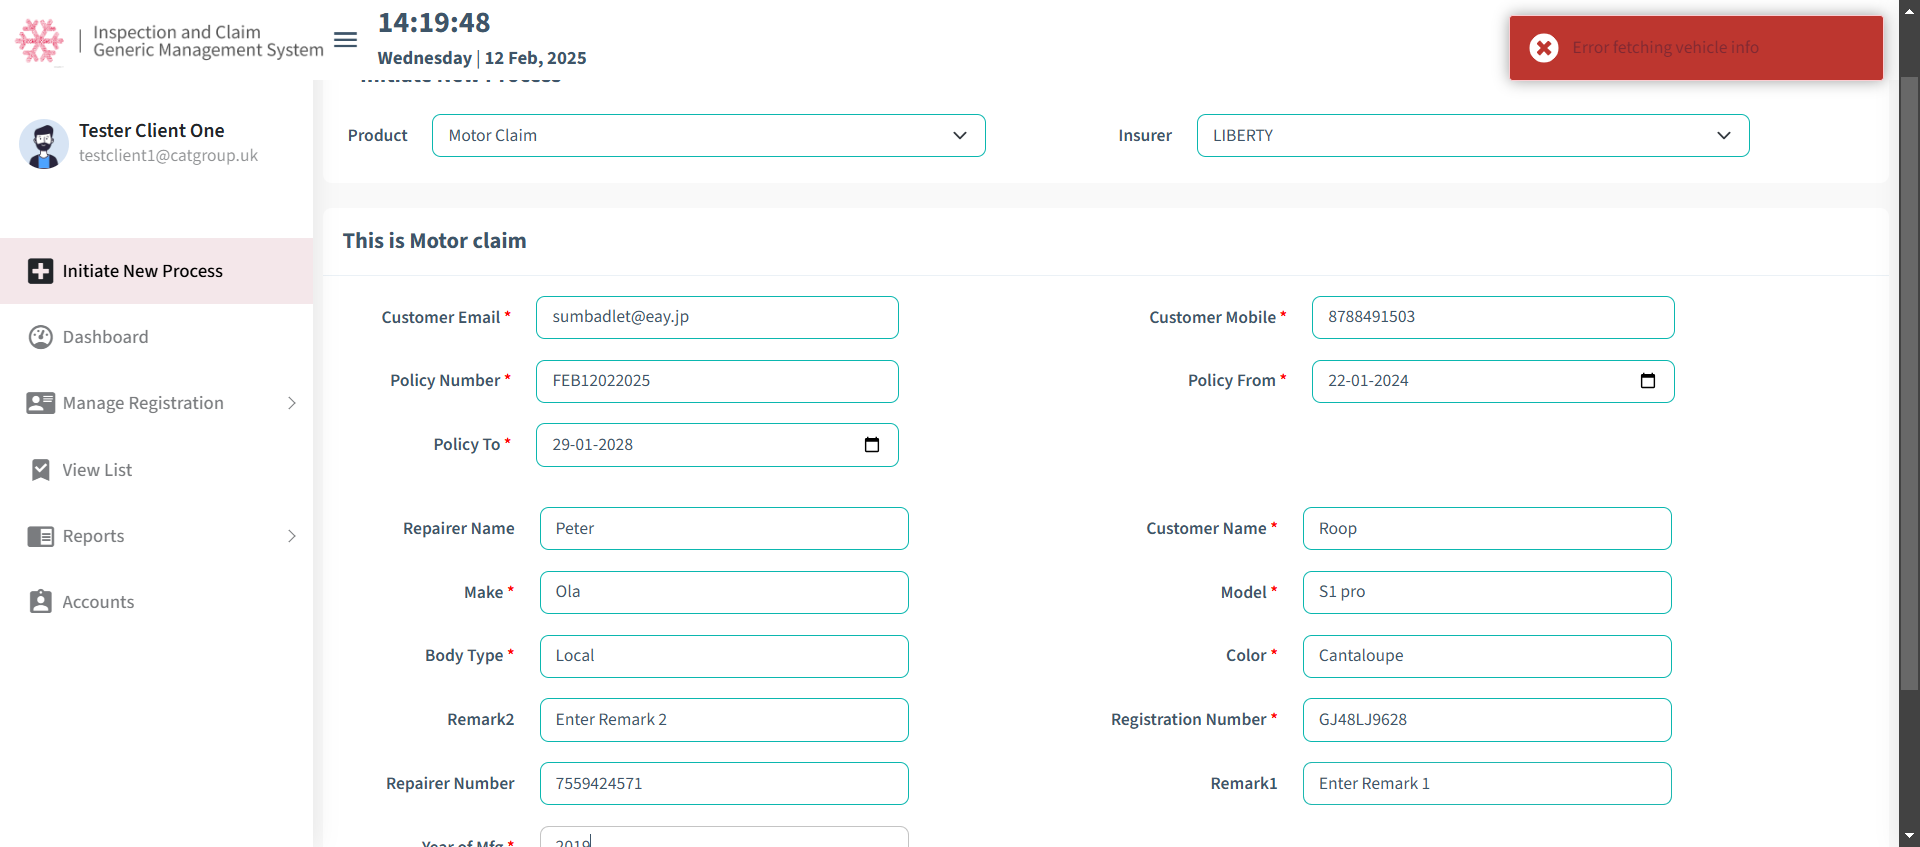 Inspection and Claim
Generic Management System
14:19:48
Wednesday | 12 Feb, 2025
Error fetching vehicle info
Tester Client One
testclient1@catgroup.uk
Initiate New Process
Dashboard
Manage Registration
View List
Reports
Accounts
Initiate New Process
Product Motor Claim Insurer LIBERTY
This is Motor claim
Customer Email * sumbadlet@eay.jp Customer Mobile * 8788491503
Policy Number * FEB12022025 Policy From * 22-01-2024
Policy To * 29-01-2028
Repairer Name Peter Customer Name * Roop
Make * Ola Model * S1 pro
Body Type * Local Color * Cantaloupe
Remark2 Enter Remark 2 Registration Number * GJ48LJ9628
Repairer Number 7559424571 Remark1 Enter Remark 1
Year of Mfg * 2019